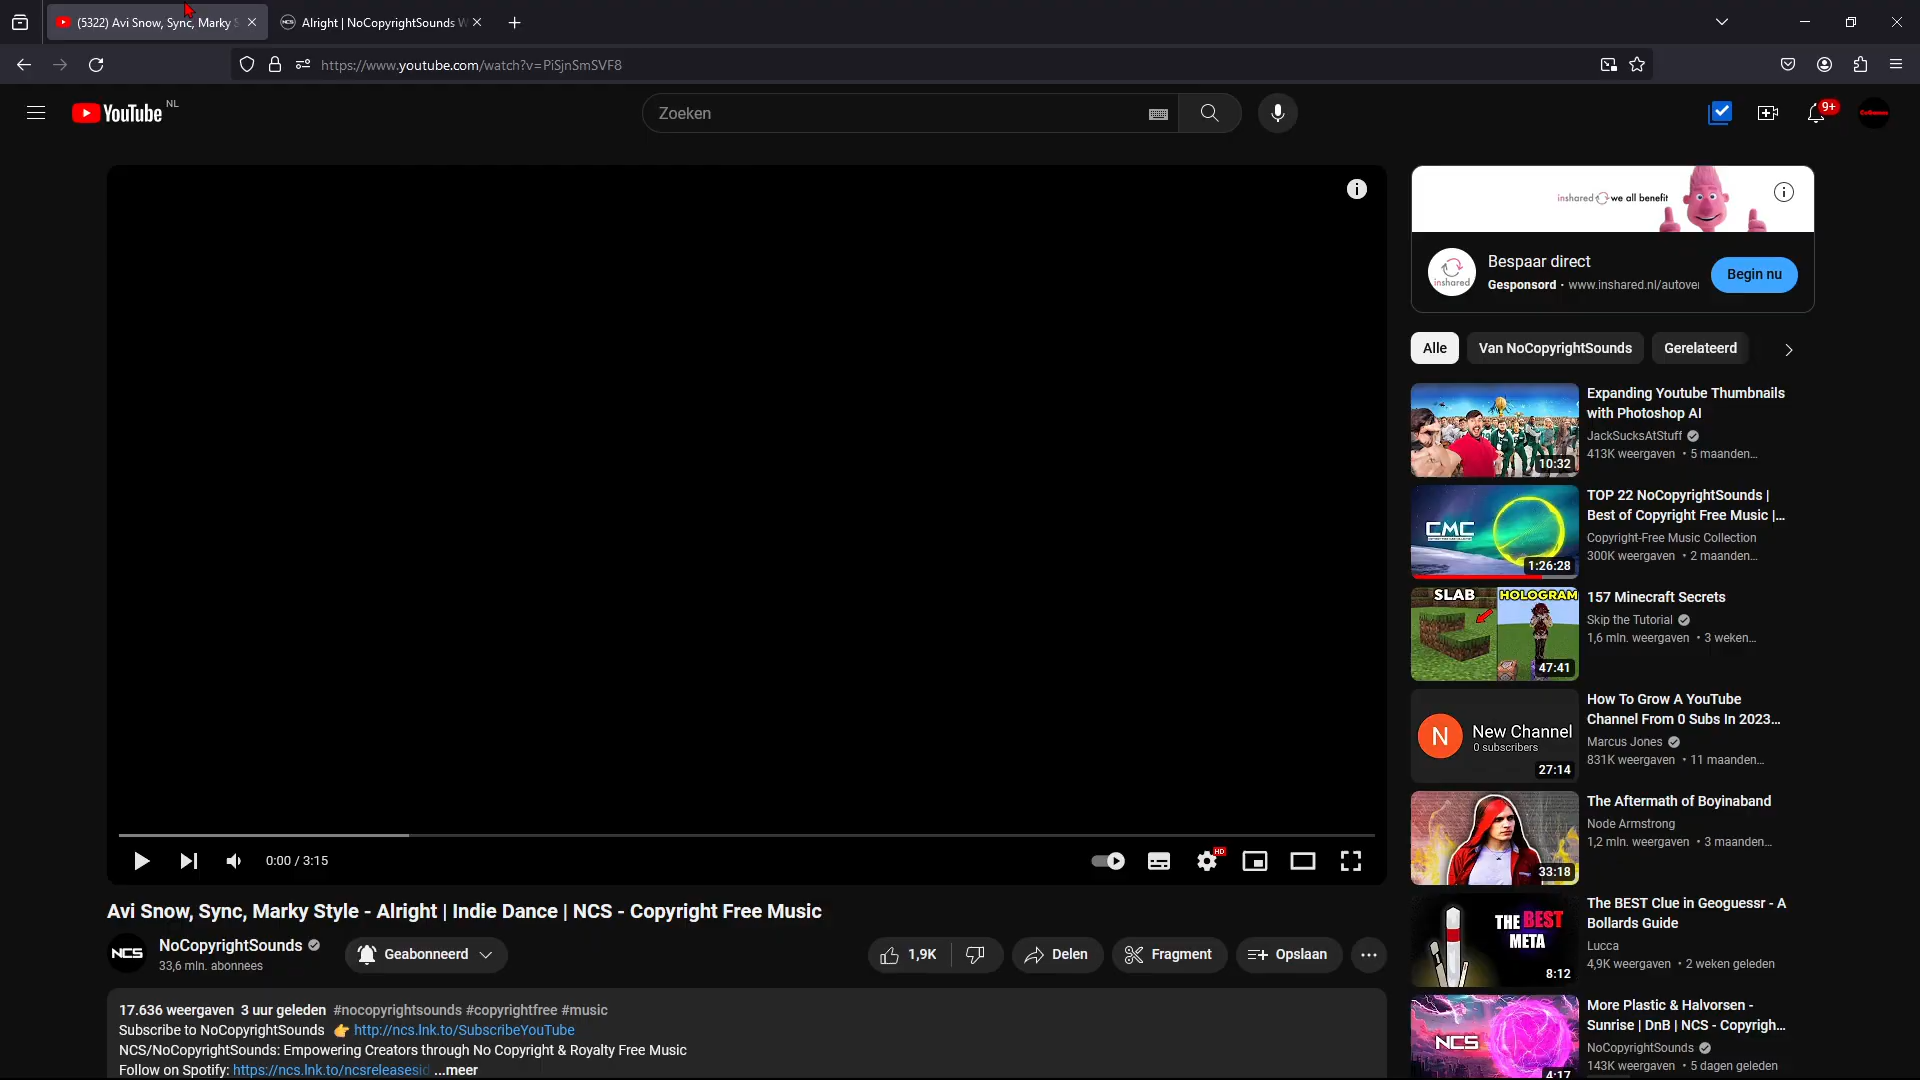 (5322) Avi Snow, Sync, Marky S
Alright | NoCopyrightSounds W
https://www.youtube.com/watch?v=PiSjnSmSVF8
YouTube NL
Zoeken
9+
inshared we all benefit
inshared
Bespaar direct
Gesponsord · www.inshared.nl/autover
Begin nu
Alle
Van NoCopyrightSounds
Gerelateerd
Expanding Youtube Thumbnails
with Photoshop AI
JackSucksAtStuff
413K weergaven • 5 maanden...
10:32
TOP 22 NoCopyrightSounds |
Best of Copyright Free Music |...
Copyright-Free Music Collection
300K weergaven • 2 maanden...
CMC
1:26:28
SLAB
HOLOGRAM
47:41
157 Minecraft Secrets
Skip the Tutorial
1,6 mln. weergaven • 3 weken...
N
New Channel
0 subscribers
27:14
How To Grow A YouTube
Channel From 0 Subs In 2023...
Marcus Jones
831K weergaven • 11 maanden...
33:18
The Aftermath of Boyinaband
Node Armstrong
1,2 mln. weergaven • 3 maanden...
THE BEST
META
8:12
The BEST Clue in Geoguessr - A
Bollards Guide
Lucca
4,9K weergaven • 2 weken geleden
NCS
4:17
More Plastic & Halvorsen -
Sunrise | DnB | NCS - Copyrigh...
NoCopyrightSounds
143K weergaven • 5 dagen geleden
0:00 / 3:15
HD
Avi Snow, Sync, Marky Style - Alright | Indie Dance | NCS - Copyright Free Music
NCS
NoCopyrightSounds
33,6 mln. abonnees
Geabonneerd
1,9K
Delen
Fragment
Opslaan
17.636 weergaven 3 uur geleden #nocopyrightsounds #copyrightfree #music
Subscribe to NoCopyrightSounds 👉 http://ncs.lnk.to/SubscribeYouTube
NCS/NoCopyrightSounds: Empowering Creators through No Copyright & Royalty Free Music
Follow on Spotify: https://ncs.lnk.to/ncsreleasesid ...meer